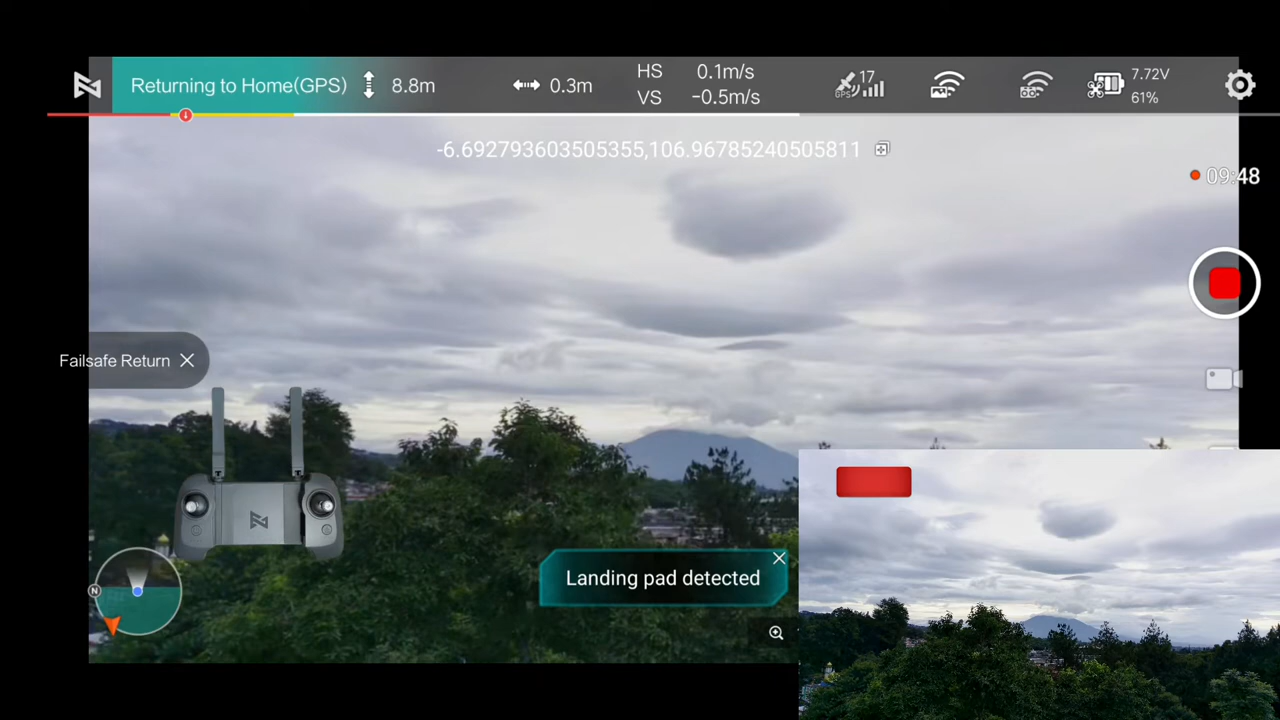 Returning to Home(GPS)
8.8m
0.3m
HS 0.1m/s
VS -0.5m/s
GPS
17
7.72V
61%
-6.692793603505355,106.96785240505811
09:48
Failsafe Return
N
Landing pad detected